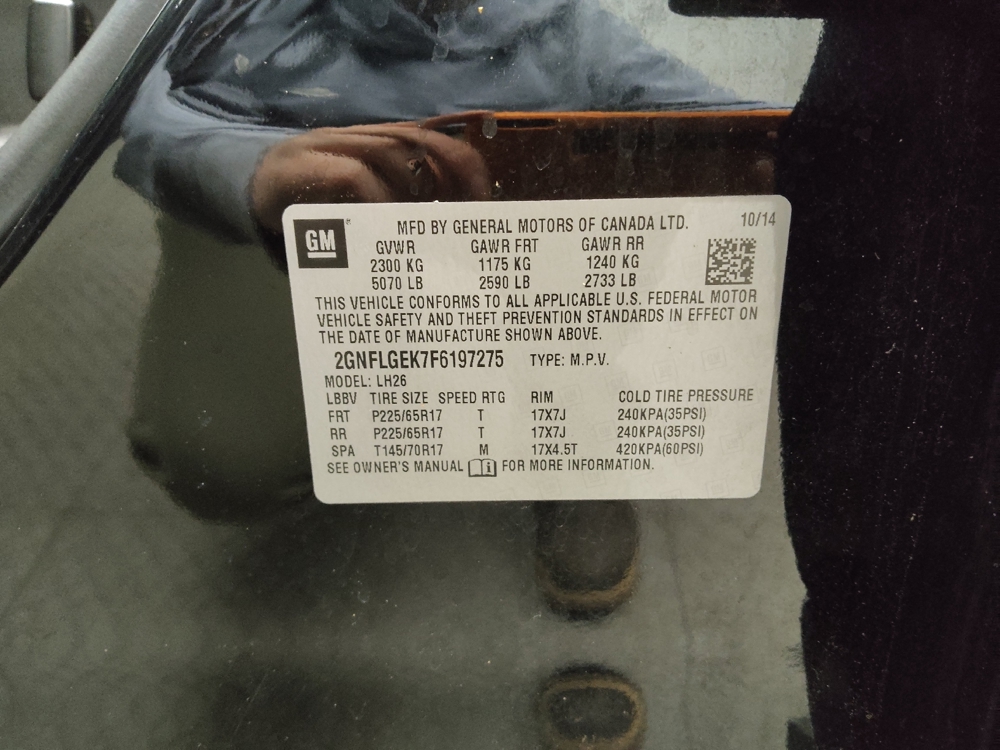 GM
MFD BY GENERAL MOTORS OF CANADA LTD. 10/14
GVWR GAWR FRT GAWR RR
2300 KG 1175 KG 1240 KG
5070 LB 2590 LB 2733 LB
THIS VEHICLE CONFORMS TO ALL APPLICABLE U.S. FEDERAL MOTOR
VEHICLE SAFETY AND THEFT PREVENTION STANDARDS IN EFFECT ON
THE DATE OF MANUFACTURE SHOWN ABOVE.
2GNFLGEK7F6197275 TYPE: M.P.V.
MODEL: LH26
LBBV TIRE SIZE SPEED RTG RIM COLD TIRE PRESSURE
FRT P225/65R17 T 17X7J 240KPA(35PSI)
RR P225/65R17 T 17X7J 240KPA(35PSI)
SPA T145/70R17 M 17X4.5T 420KPA(60PSI)
SEE OWNER'S MANUAL FOR MORE INFORMATION.